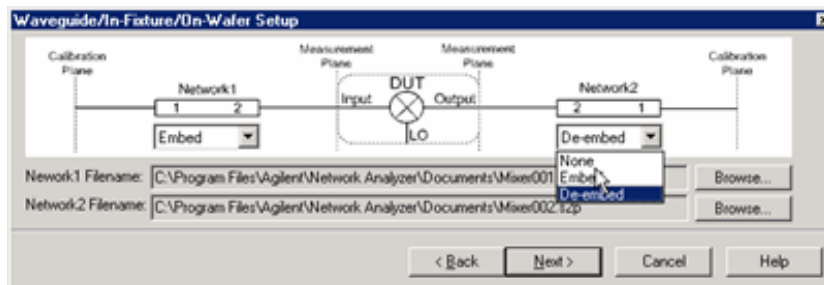 Waveguide/In-Fixture/On-Wafer Setup
Calibration Plane
Measurement Plane
Measurement Plane
Calibration Plane
Network1
1 2
Input
DUT
Output
LO
Network2
2 1
Embed
De-embed
None
Embed
De-embed
Nework1 Filename: C:\Program Files\Agilent\Network Analyzer\Documents\Mixer001
Browse...
Network2 Filename: C:\Program Files\Agilent\Network Analyzer\Documents\Mixer002.s2p
Browse...
< Back
Next >
Cancel
Help